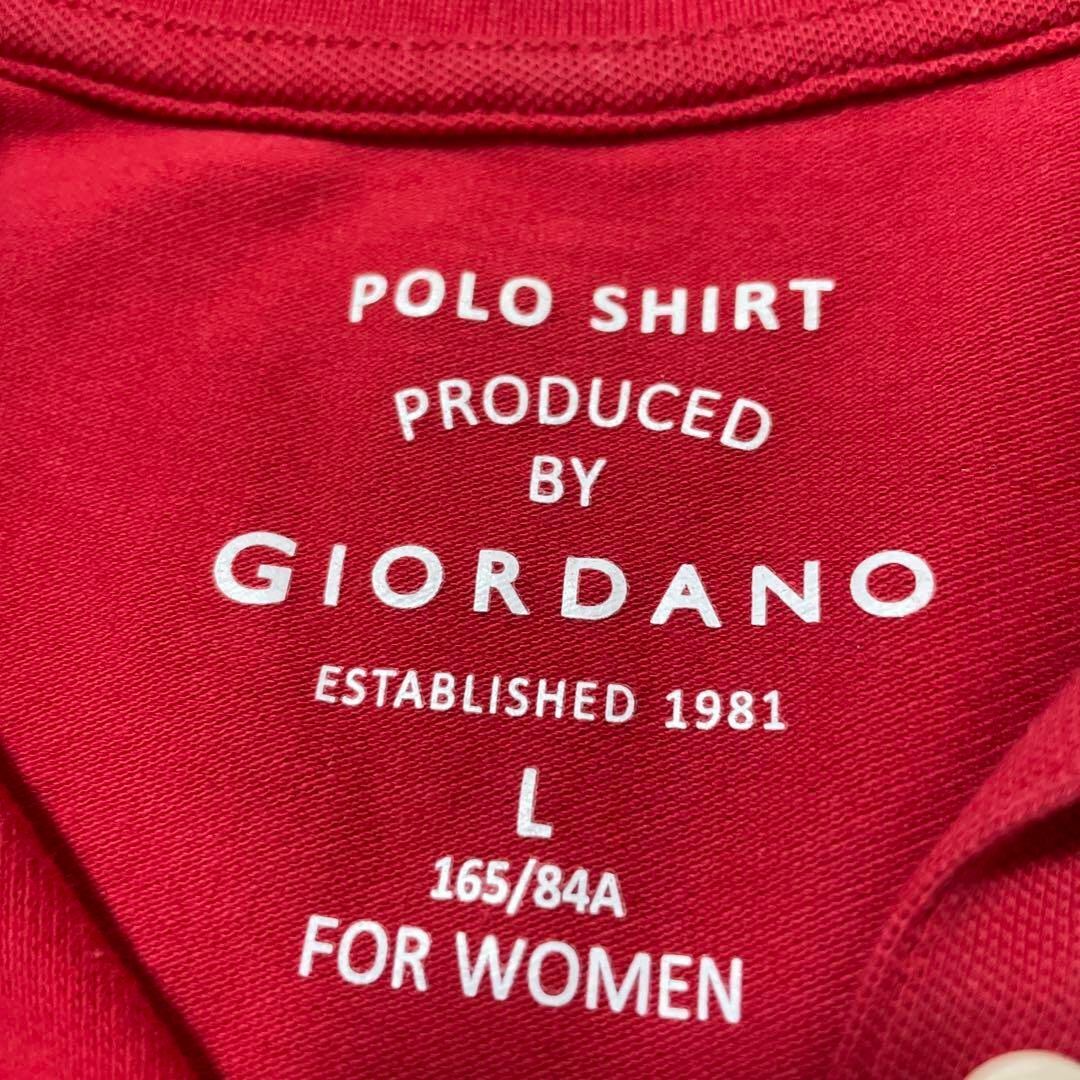 POLO SHIRT
PRODUCED
BY
GIORDANO
ESTABLISHED 1981
L
165/84A
FOR WOMEN